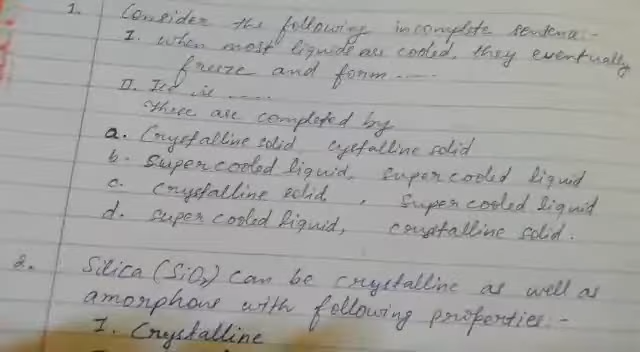 1. Consider the following incomplete sentence:-
I. when most liquids are cooled, they eventually
freeze and form .....
II. Ice is .....
These are completed by
a. Crystalline solid, crystalline solid
b. super cooled liquid, super cooled liquid
c. crystalline solid, super cooled liquid
d. super cooled liquid, crystalline solid.
2. Silica (SiO2) can be crystalline as well as
amorphous with following properties:-
I. Crystalline